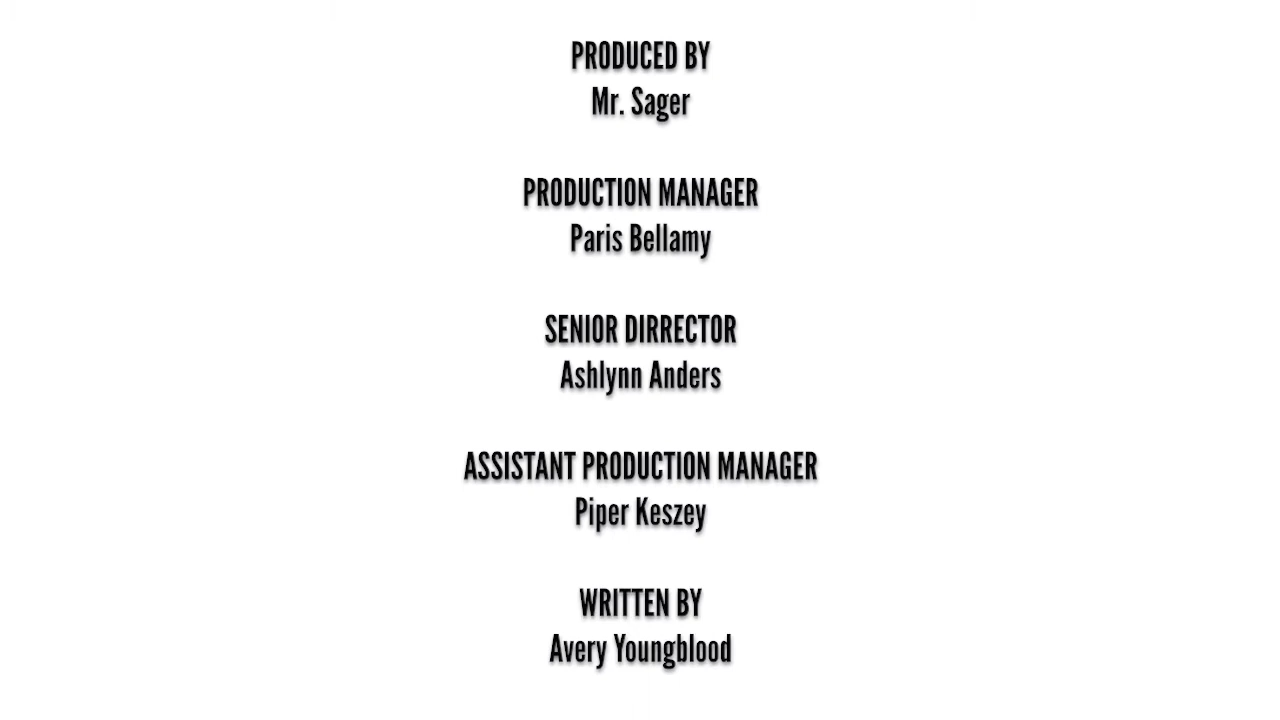 PRODUCED BY
Mr. Sager
PRODUCTION MANAGER
Paris Bellamy
SENIOR DIRRECTOR
Ashlynn Anders
ASSISTANT PRODUCTION MANAGER
Piper Keszey
WRITTEN BY
Avery Youngblood